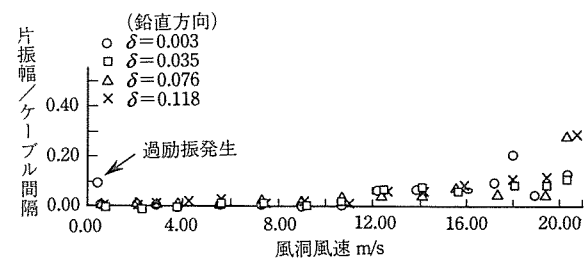 (鉛直方向)
○ δ=0.003
□ δ=0.035
△ δ=0.076
× δ=0.118
片振幅/ケーブル間隔
0.40
0.20
0.00
過励振発生
0.00 4.00 8.00 12.00 16.00 20.00
風洞風速 m/s